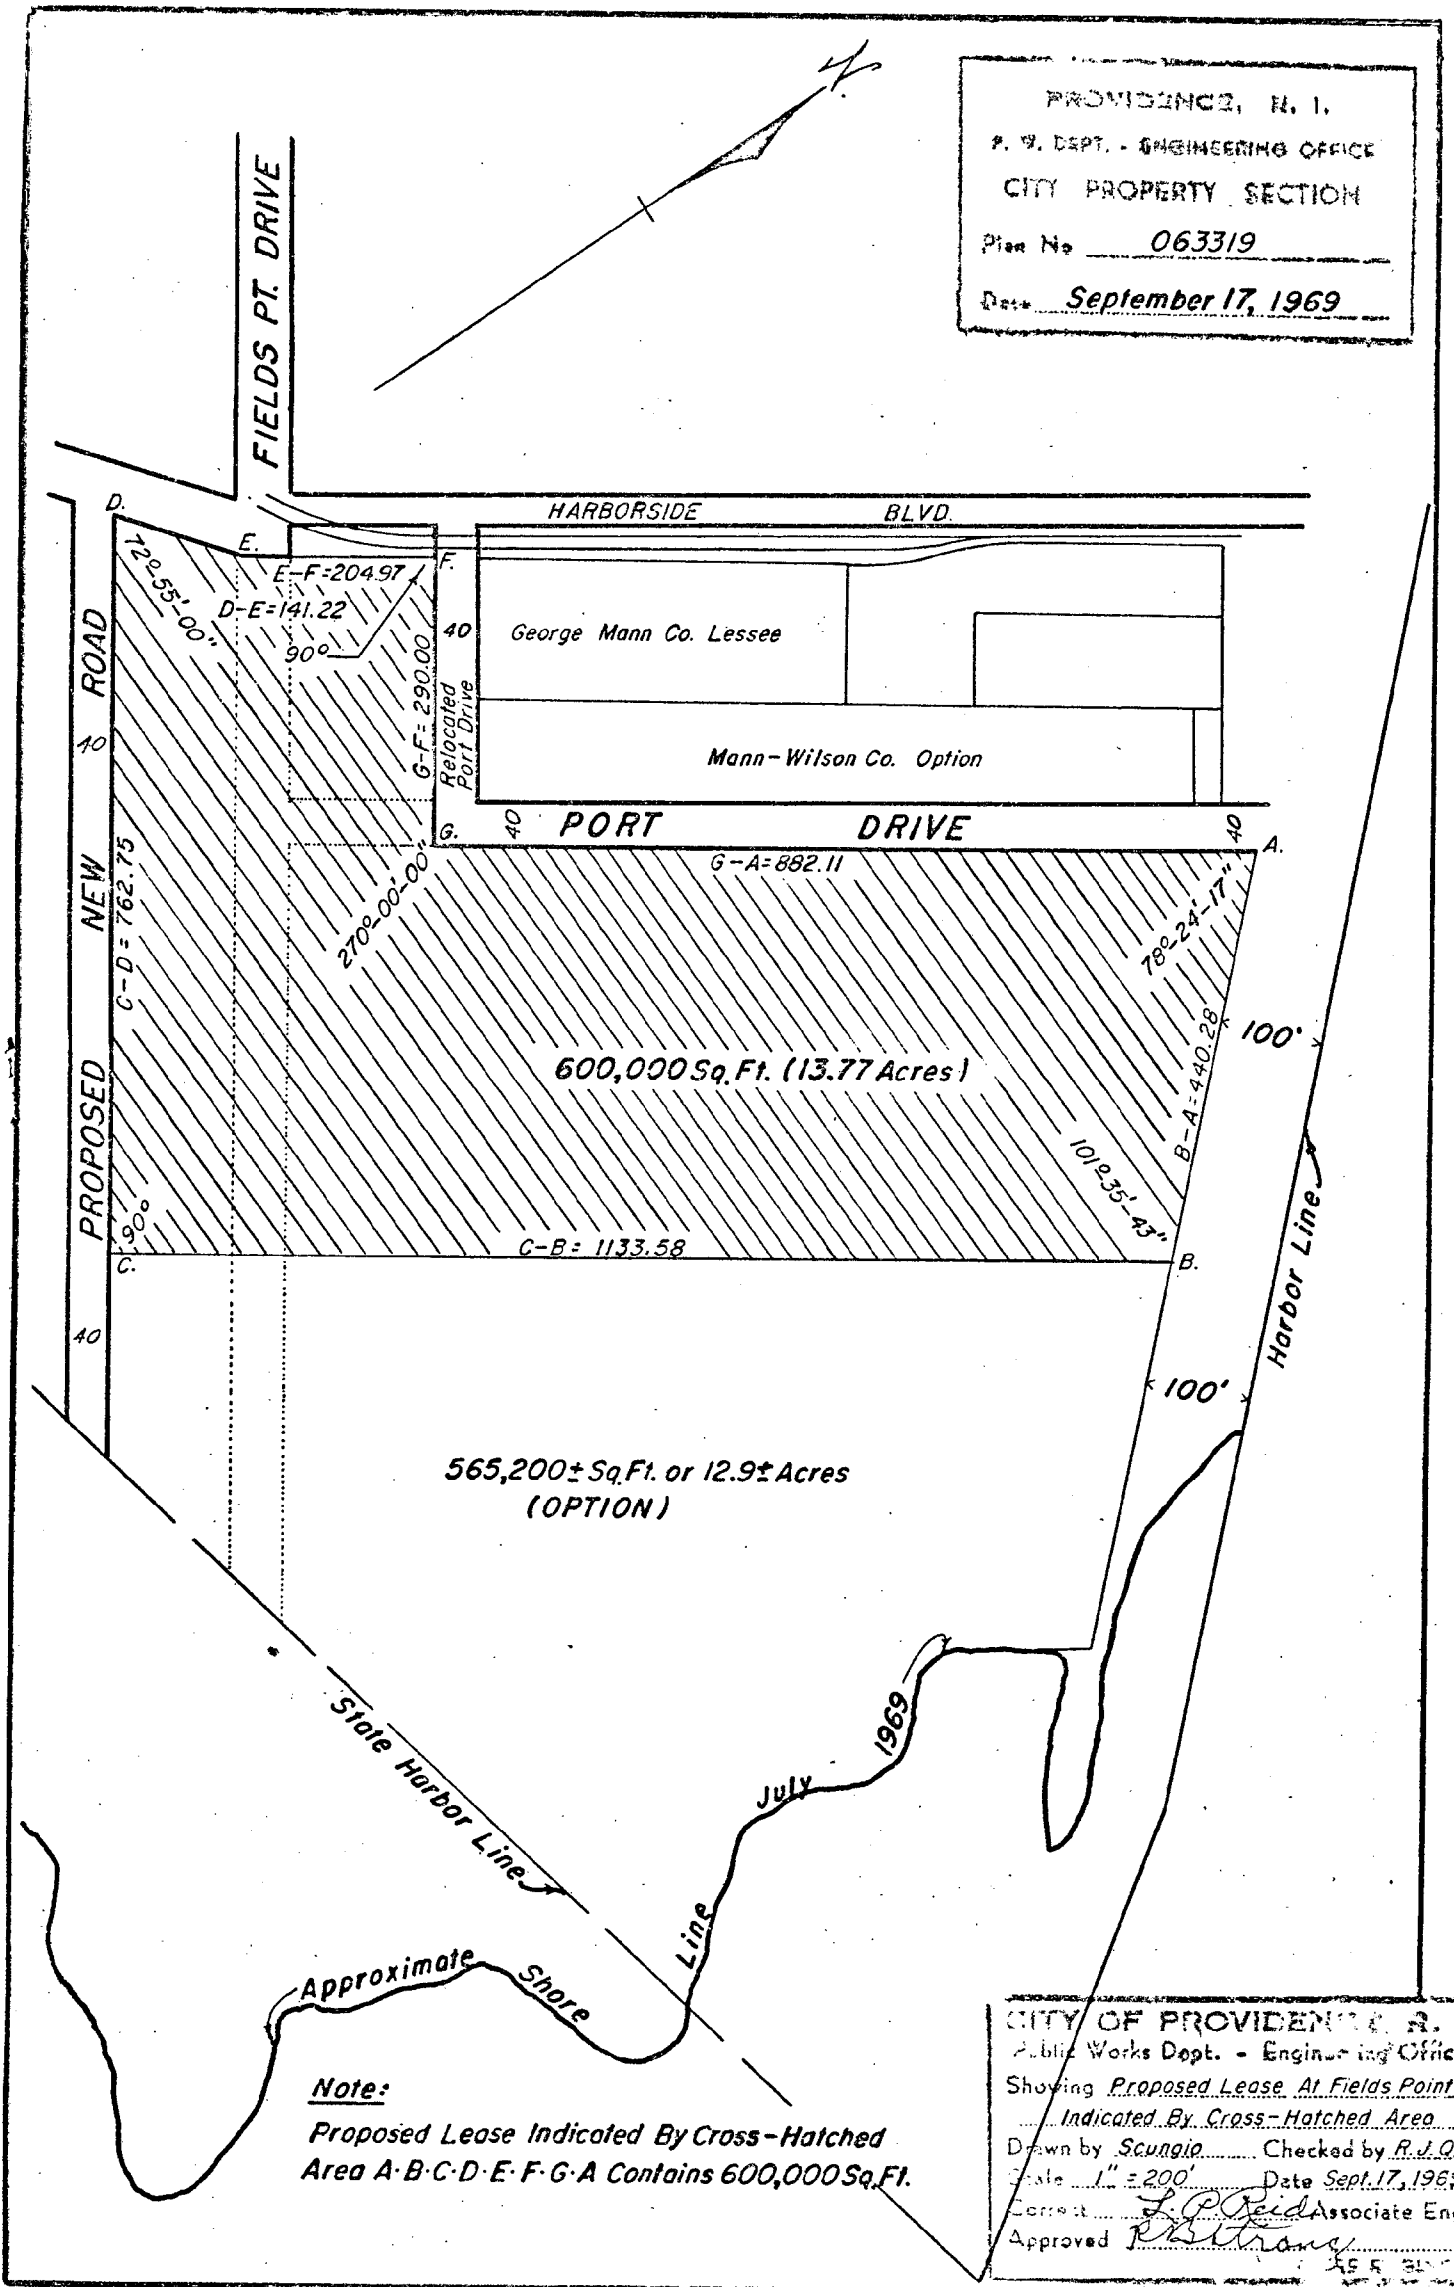 PROVIDENCE, R. I.
P. W. DEPT. - ENGINEERING OFFICE
CITY PROPERTY SECTION
Plan No 063319
Date September 17, 1969
FIELDS PT. DRIVE
HARBORSIDE BLVD.
D.
E.
F.
E-F=204.97
D-E=141.22
72°-55'-00"
90°
G-F=290.00
40
Relocated Port Drive
George Mann Co. Lessee
Mann-Wilson Co. Option
PROPOSED NEW ROAD
40
C-D=762.75
G.
40
PORT DRIVE
40
A.
G-A=882.11
270°-00'-00"
78°-24'-17"
B-A=440.28
100'
600,000 Sq. Ft. (13.77 Acres)
101°-35'-43"
90°
C.
C-B=1133.58
B.
Harbor Line
40
100'
565,200± Sq. Ft. or 12.9± Acres
(OPTION)
State Harbor Line
Approximate Shore Line July 1969
Note:
Proposed Lease Indicated By Cross-Hatched
Area A·B·C·D·E·F·G·A Contains 600,000 Sq. Ft.
CITY OF PROVIDENCE, R.
Public Works Dept. - Engineering Offic
Showing Proposed Lease At Fields Point
Indicated By Cross-Hatched Area
Drawn by Scungio Checked by R.J.O.
Scale 1"=200' Date Sept. 17, 1969
Correct L. P. Reid Associate En
Approved